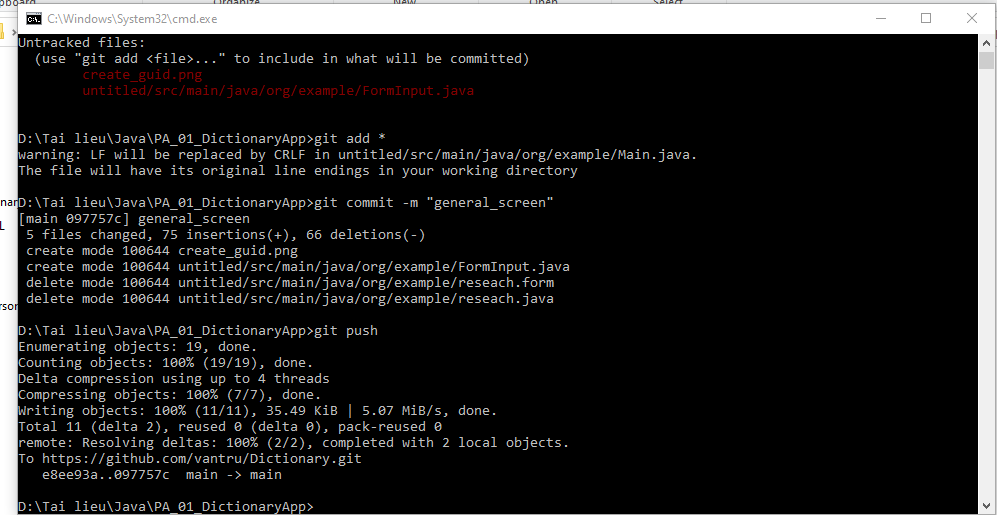 pboard
Organize
New
Open
Select
C:\Windows\System32\cmd.exe
Untracked files:
  (use "git add <file>..." to include in what will be committed)
        create_guid.png
        untitled/src/main/java/org/example/FormInput.java
D:\Tai lieu\Java\PA_01_DictionaryApp>git add *
warning: LF will be replaced by CRLF in untitled/src/main/java/org/example/Main.java.
The file will have its original line endings in your working directory
D:\Tai lieu\Java\PA_01_DictionaryApp>git commit -m "general_screen"
[main 097757c] general_screen
 5 files changed, 75 insertions(+), 66 deletions(-)
 create mode 100644 create_guid.png
 create mode 100644 untitled/src/main/java/org/example/FormInput.java
 delete mode 100644 untitled/src/main/java/org/example/reseach.form
 delete mode 100644 untitled/src/main/java/org/example/reseach.java
D:\Tai lieu\Java\PA_01_DictionaryApp>git push
Enumerating objects: 19, done.
Counting objects: 100% (19/19), done.
Delta compression using up to 4 threads
Compressing objects: 100% (7/7), done.
Writing objects: 100% (11/11), 35.49 KiB | 5.07 MiB/s, done.
Total 11 (delta 2), reused 0 (delta 0), pack-reused 0
remote: Resolving deltas: 100% (2/2), completed with 2 local objects.
To https://github.com/vantru/Dictionary.git
   e8ee93a..097757c  main -> main
D:\Tai lieu\Java\PA_01_DictionaryApp>